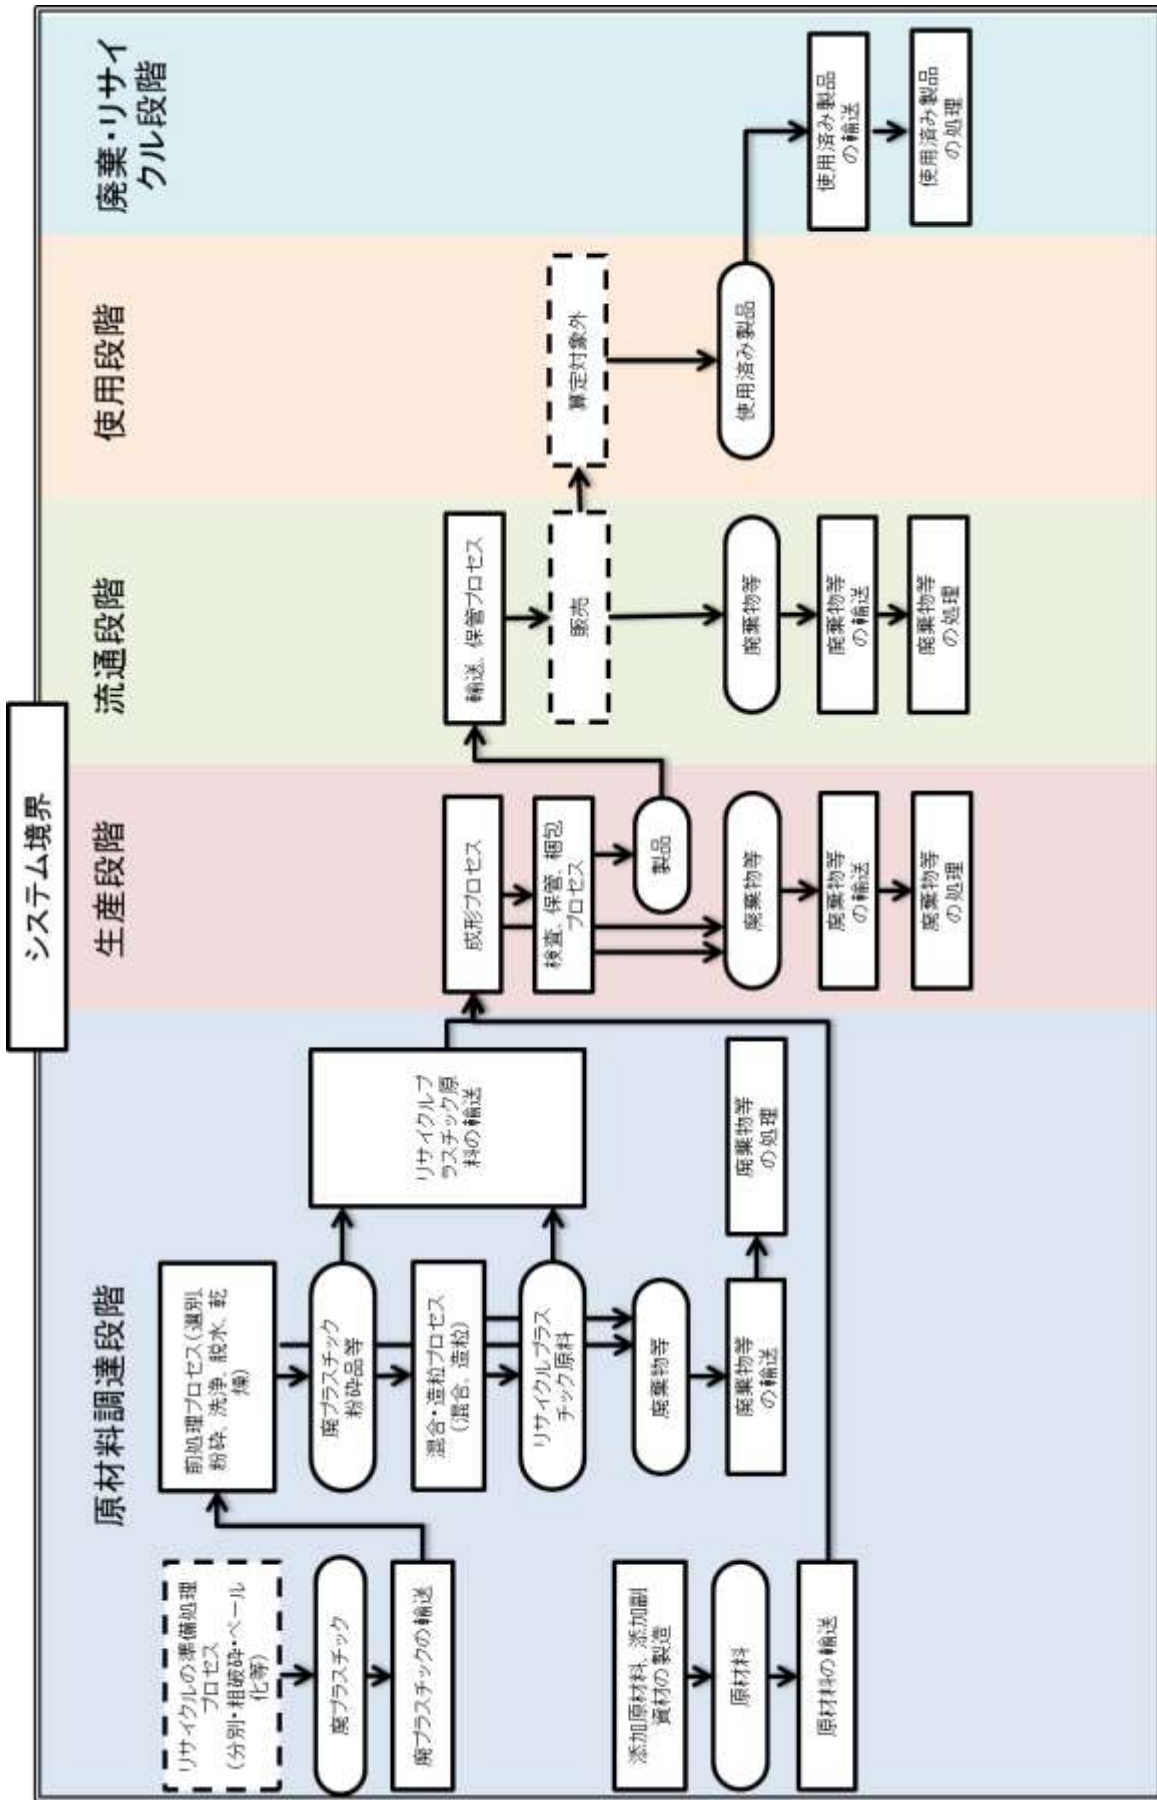 システム境界
原材料調達段階
リサイクルの準備処理
プロセス
(分別・粗破砕・ベール
化等)
廃プラスチック
廃プラスチックの輸送
添加原材料、添加副
資材の製造
原材料
原材料の輸送
前処理プロセス(選別、
粉砕、洗浄、脱水、乾
燥)
廃プラスチック
粉砕品等
混合・造粒プロセス
(混合、造粒)
リサイクルプラス
チック原料
廃棄物等
廃棄物等
の輸送
廃棄物等
の処理
リサイクルプ
ラスチック原
料の輸送
生産段階
成形プロセス
検査、保管、梱包
プロセス
製品
廃棄物等
廃棄物等
の輸送
廃棄物等
の処理
流通段階
輸送、保管プロセス
販売
廃棄物等
廃棄物等
の輸送
廃棄物等
の処理
使用段階
算定対象外
使用済み製品
廃棄・リサイ
クル段階
使用済み製品
の輸送
使用済み製品
の処理